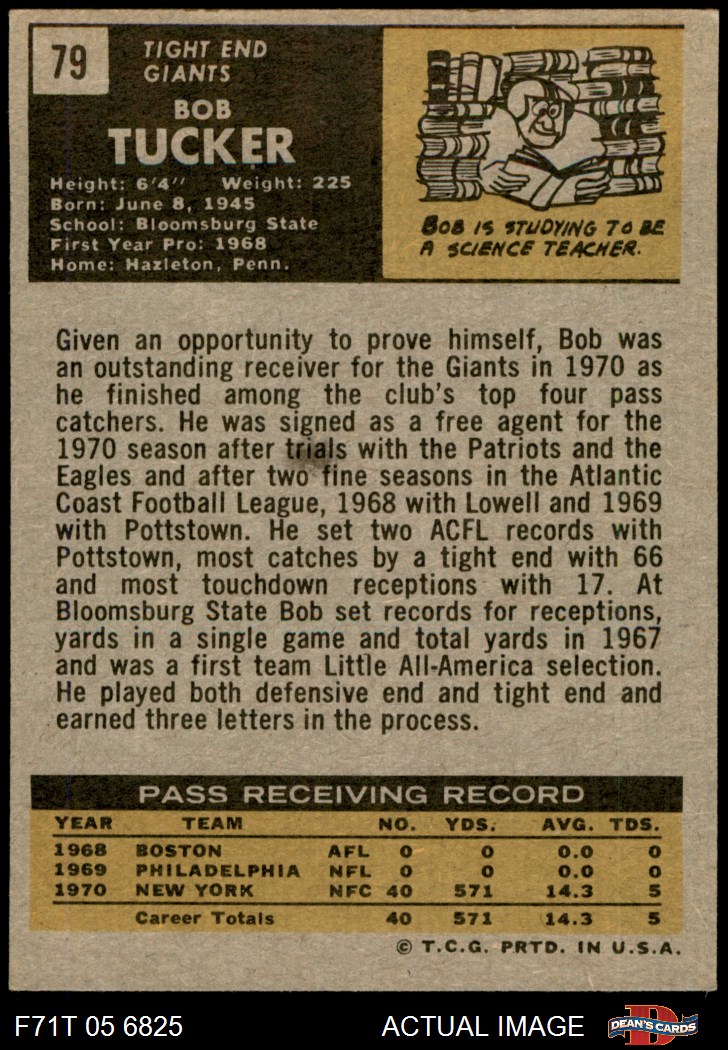 79
TIGHT END
GIANTS
BOB
TUCKER
Height: 6'4" Weight: 225
Born: June 8, 1945
School: Bloomsburg State
First Year Pro: 1968
Home: Hazleton, Penn.
BOB IS STUDYING TO BE
A SCIENCE TEACHER.
Given an opportunity to prove himself, Bob was
an outstanding receiver for the Giants in 1970 as
he finished among the club's top four pass
catchers. He was signed as a free agent for the
1970 season after trials with the Patriots and the
Eagles and after two fine seasons in the Atlantic
Coast Football League, 1968 with Lowell and 1969
with Pottstown. He set two ACFL records with
Pottstown, most catches by a tight end with 66
and most touchdown receptions with 17. At
Bloomsburg State Bob set records for receptions,
yards in a single game and total yards in 1967
and was a first team Little All-America selection.
He played both defensive end and tight end and
earned three letters in the process.
PASS RECEIVING RECORD
YEAR TEAM NO. YDS. AVG. TDS.
1968 BOSTON AFL 0 0 0.0 0
1969 PHILADELPHIA NFL 0 0 0.0 0
1970 NEW YORK NFC 40 571 14.3 5
Career Totals 40 571 14.3 5
© T.C.G. PRTD. IN U.S.A.
F71T 05 6825 ACTUAL IMAGE D DEAN'S CARDS